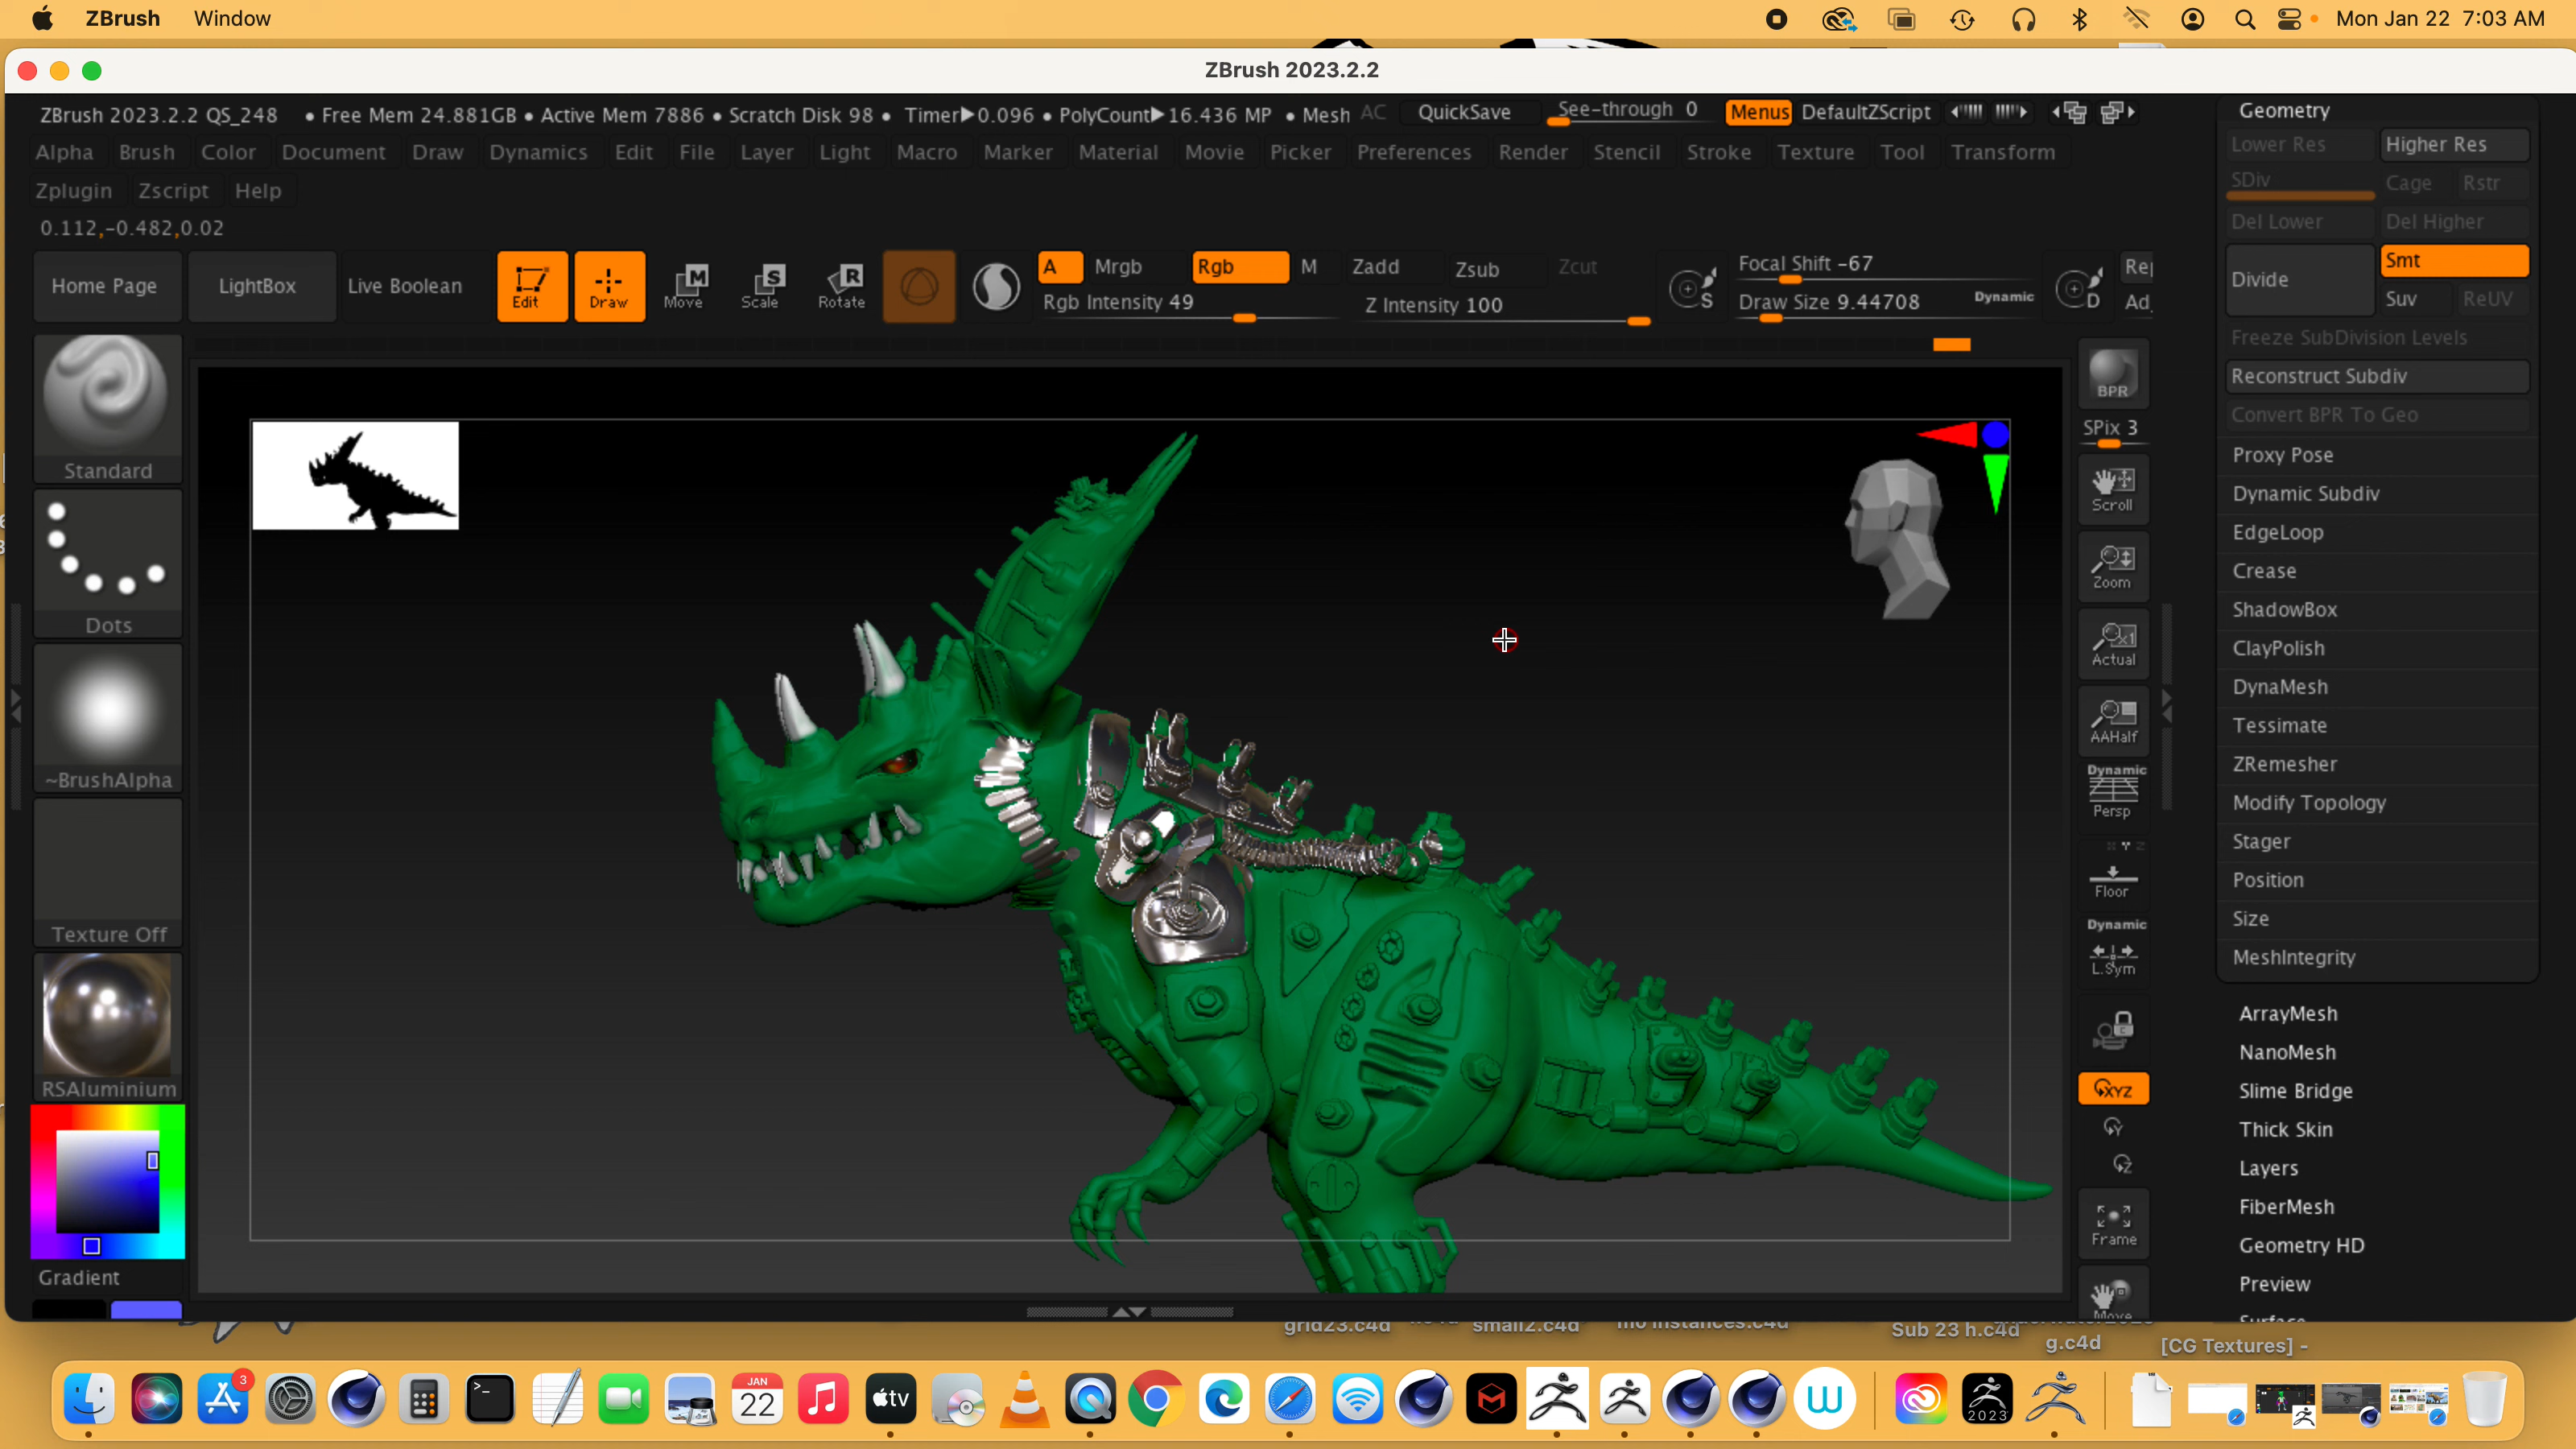 ZBrush Window Mon Jan 22 7:03 AM
ZBrush 2023.2.2
ZBrush 2023.2.2 QS_248 • Free Mem 24.881GB • Active Mem 7886 • Scratch Disk 98 • Timer▶0.096 • PolyCount▶16.436 MP • Mesh AC QuickSave See-through 0 Menus DefaultZScript
Alpha Brush Color Document Draw Dynamics Edit File Layer Light Macro Marker Material Movie Picker Preferences Render Stencil Stroke Texture Tool Transform
Zplugin Zscript Help
0.112,-0.482,0.02
Home Page LightBox Live Boolean Edit Draw Move Scale Rotate
M S R
A Mrgb Rgb M Zadd Zsub Zcut
Rgb Intensity 49 Z Intensity 100
S
Focal Shift -67
Draw Size 9.44708 Dynamic
D
Standard
Dots
~BrushAlpha
Texture Off
RSAluminium
Gradient
BPR
SPix 3
Scroll
Zoom
x1
Actual
AAHalf
Dynamic
Persp
Floor
Dynamic
L.Sym
XYZ
Y
Z
Frame
Move
Geometry
Lower Res Higher Res
SDiv Cage Rstr
Del Lower Del Higher
Divide Smt
Suv ReUV
Freeze SubDivision Levels
Reconstruct Subdiv
Convert BPR To Geo
Proxy Pose
Dynamic Subdiv
EdgeLoop
Crease
ShadowBox
ClayPolish
DynaMesh
Tessimate
ZRemesher
Modify Topology
Stager
Position
Size
MeshIntegrity
ArrayMesh
NanoMesh
Slime Bridge
Thick Skin
Layers
FiberMesh
Geometry HD
Preview
Surface
grid23.c4d small2.c4d mo instances.c4d Sub 23 h.c4d
g.c4d [CG Textures] -
3
JAN
22
tv
2023